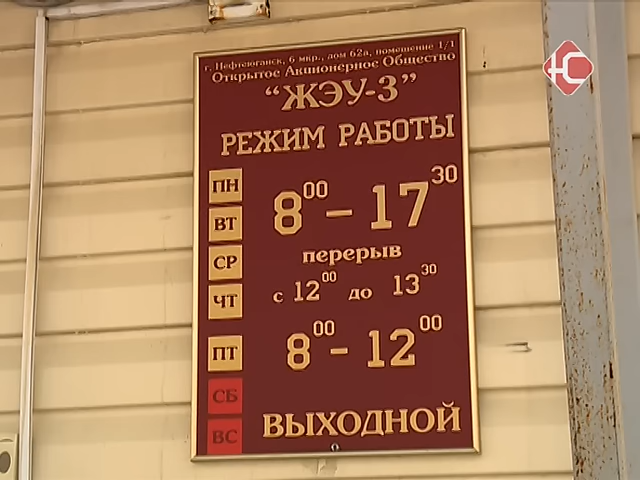 г. Нефтеюганск, 6 мкр., дом 62а, помещение 1/1
Открытое Акционерное Общество
“ЖЭУ-3”
РЕЖИМ РАБОТЫ
ПН
ВТ
СР
ЧТ
8⁰⁰ – 17³⁰
перерыв
с 12⁰⁰ до 13³⁰
ПТ 8⁰⁰ – 12⁰⁰
СБ
ВС
ВЫХОДНОЙ
Ю